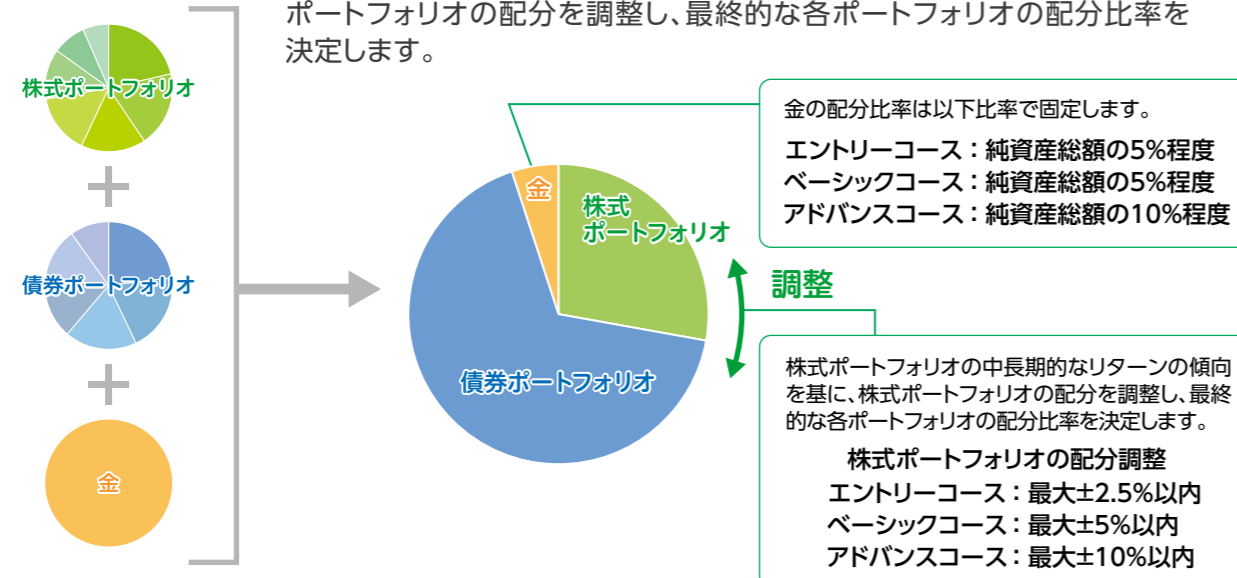 ポートフォリオの配分を調整し、最終的な各ポートフォリオの配分比率を
決定します。
株式ポートフォリオ
債券ポートフォリオ
金
金
株式
ポートフォリオ
債券ポートフォリオ
金の配分比率は以下比率で固定します。
エントリーコース：純資産総額の5%程度
ベーシックコース：純資産総額の5%程度
アドバンスコース：純資産総額の10%程度
調整
株式ポートフォリオの中長期的なリターンの傾向
を基に、株式ポートフォリオの配分を調整し、最終
的な各ポートフォリオの配分比率を決定します。
株式ポートフォリオの配分調整
エントリーコース：最大±2.5%以内
ベーシックコース：最大±5%以内
アドバンスコース：最大±10%以内